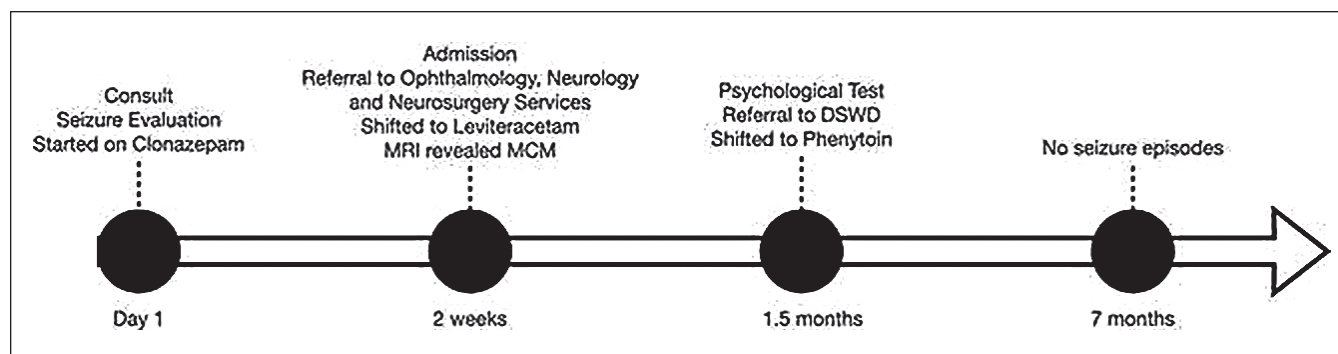 Consult
Seizure Evaluation
Started on Clonazepam
Admission
Referral to Ophthalmology, Neurology
and Neurosurgery Services
Shifted to Leviteracetam
MRI revealed MCM
Psychological Test
Referral to DSWD
Shifted to Phenytoin
No seizure episodes
Day 1
2 weeks
1.5 months
7 months